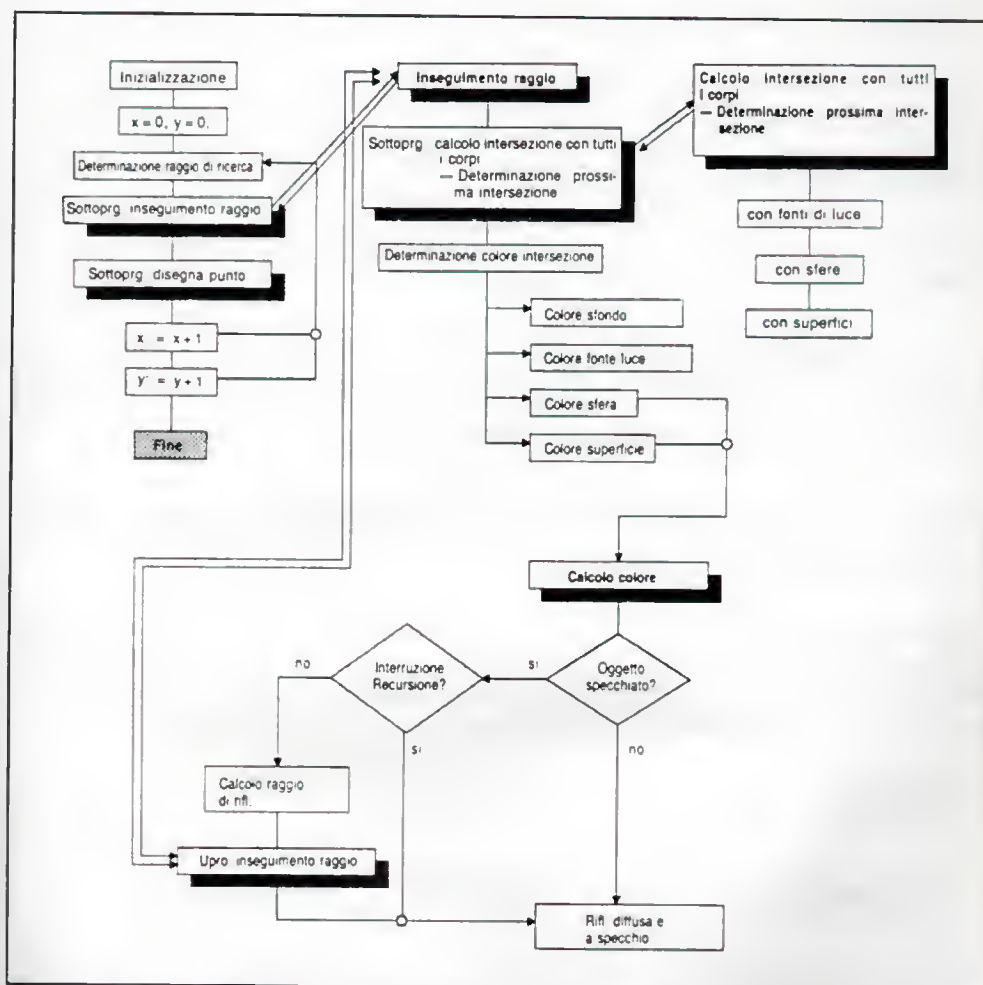 Inizializzazione
x = 0, y = 0.
Determinazione raggio di ricerca
Sottoprg inseguimento raggio
Sottoprg disegna punto
x = x + 1
y' = y + 1
Fine
Inseguimento raggio
Sottoprg calcolo intersezione con tutti
i corpi
— Determinazione prossi-
ma intersezione
Determinazione colore intersezione
Colore sfondo
Colore fonte luce
Colore sfera
Colore superficie
Calcolo intersezione con tutti
i corpi
— Determinazione prossima inter-
sezione
con fonti di luce
con sfere
con superfici
Calcolo colore
Oggetto
specchiato?
si
no
Interruzione
Recursione?
no
si
Calcolo raggio
di rifl.
Upro inseguimento raggio
Rifl diffusa e
a specchio